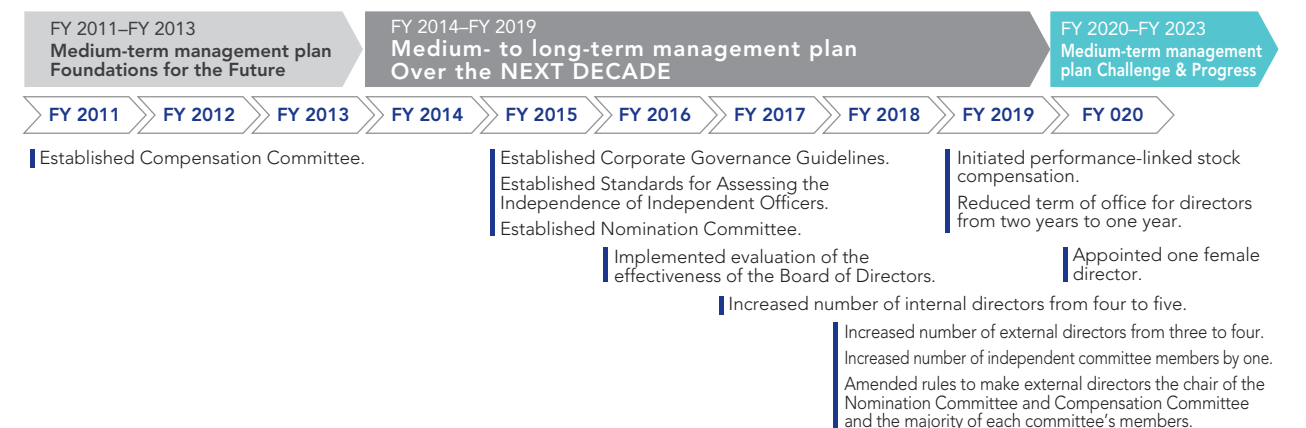 FY 2011–FY 2013
Medium-term management plan
Foundations for the Future
FY 2014–FY 2019
Medium- to long-term management plan
Over the NEXT DECADE
FY 2020–FY 2023
Medium-term management
plan Challenge & Progress
FY 2011
FY 2012
FY 2013
FY 2014
FY 2015
FY 2016
FY 2017
FY 2018
FY 2019
FY 020
Established Compensation Committee.
Established Corporate Governance Guidelines.
Established Standards for Assessing the
Independence of Independent Officers.
Established Nomination Committee.
Initiated performance-linked stock
compensation.
Reduced term of office for directors
from two years to one year.
Implemented evaluation of the
effectiveness of the Board of Directors.
Appointed one female
director.
Increased number of internal directors from four to five.
Increased number of external directors from three to four.
Increased number of independent committee members by one.
Amended rules to make external directors the chair of the
Nomination Committee and Compensation Committee
and the majority of each committee's members.